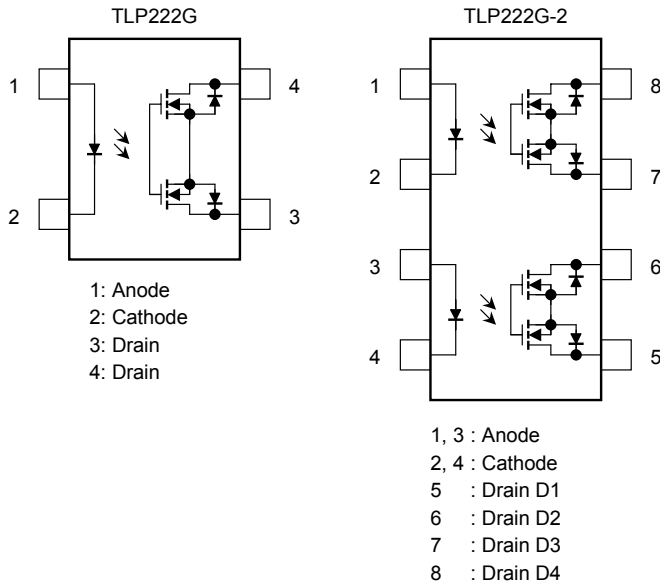 TLP222G
1
4
2
3
1: Anode
2: Cathode
3: Drain
4: Drain
TLP222G-2
1
8
2
7
3
6
4
5
1, 3 : Anode
2, 4 : Cathode
5 : Drain D1
6 : Drain D2
7 : Drain D3
8 : Drain D4